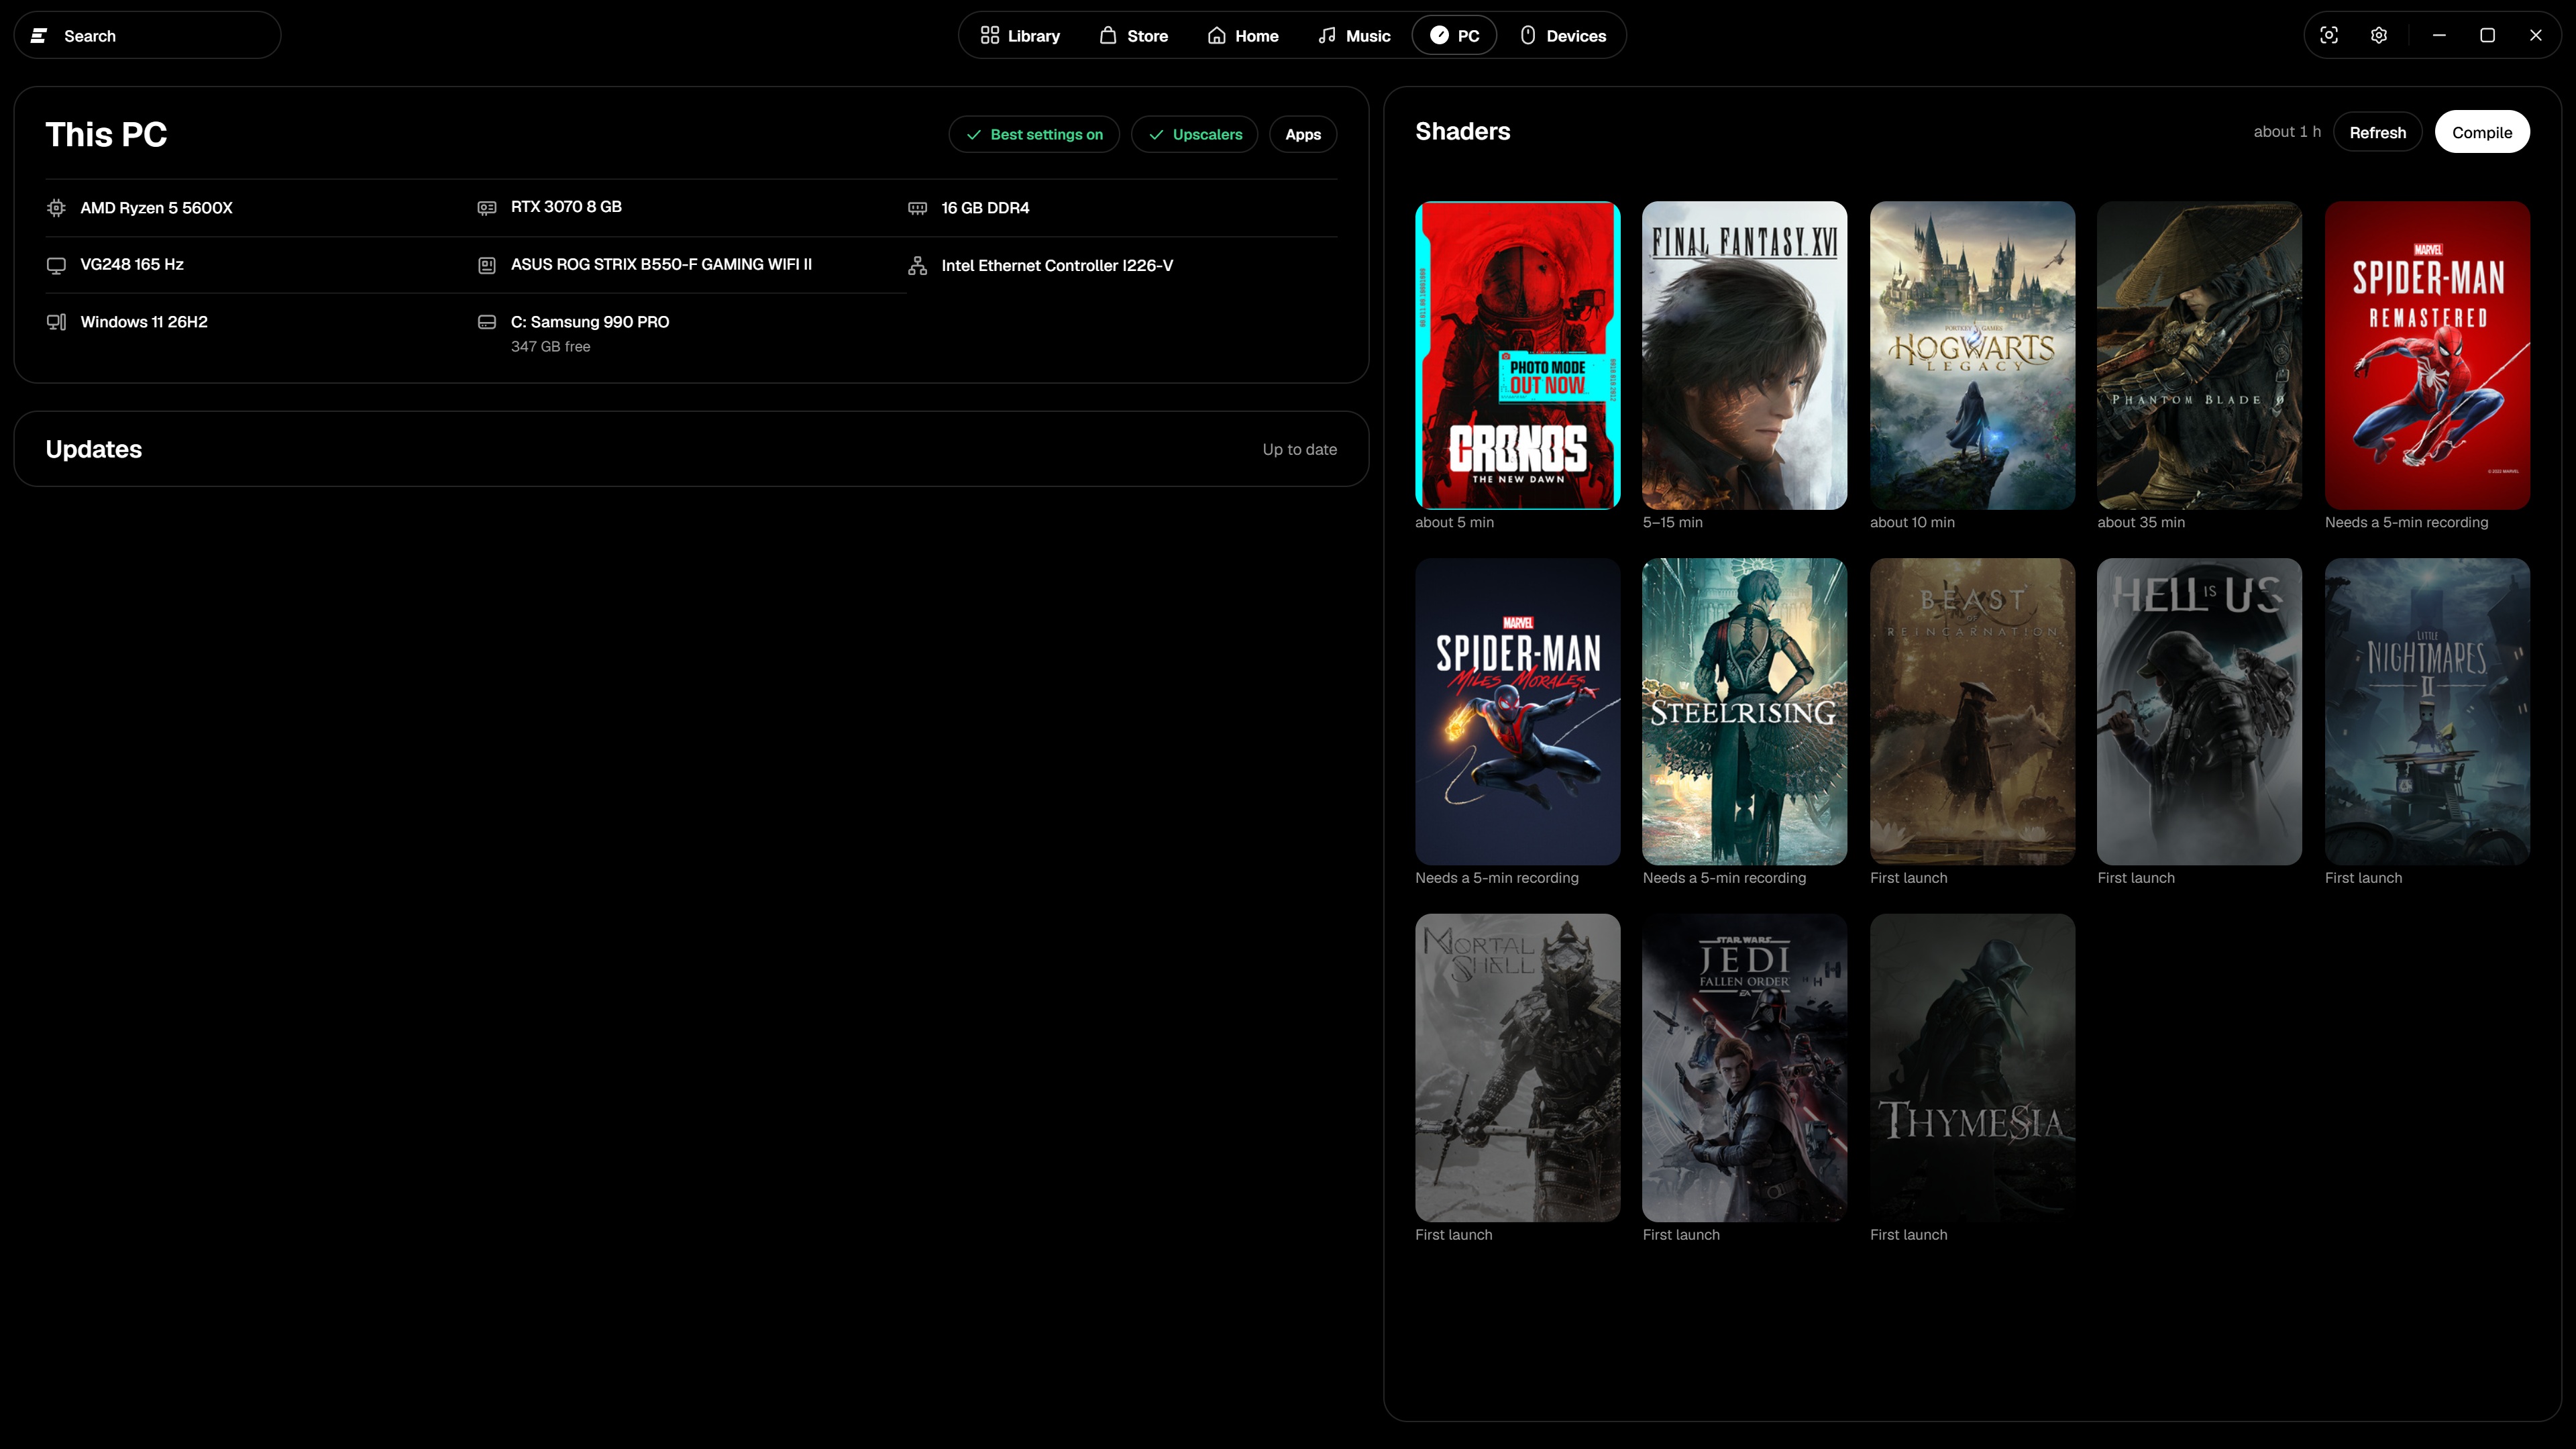 Search
Library
Store
Home
Music
PC
Devices
This PC
Best settings on
Upscalers
Apps
AMD Ryzen 5 5600X
RTX 3070 8 GB
16 GB DDR4
VG248 165 Hz
ASUS ROG STRIX B550-F GAMING WIFI II
Intel Ethernet Controller I226-V
Windows 11 26H2
C: Samsung 990 PRO
347 GB free
Updates
Up to date
Shaders
about 1 h
Refresh
Compile
PHOTO MODE
OUT NOW
CRONOS
THE NEW DAWN
about 5 min
FINAL FANTASY XVI
5–15 min
PORTKEY GAMES
HOGWARTS
LEGACY
about 10 min
PHANTOM BLADE 0
about 35 min
MARVEL
SPIDER-MAN
REMASTERED
© 2022 MARVEL
Needs a 5-min recording
MARVEL
SPIDER-MAN
MILES MORALES
Needs a 5-min recording
STEELRISING
Needs a 5-min recording
BEAST
OF
REINCARNATION
First launch
HELL IS US
First launch
LITTLE
NIGHTMARES
II
First launch
MORTAL
SHELL
First launch
STAR WARS
JEDI
FALLEN ORDER
EA
First launch
THYMESIA
First launch